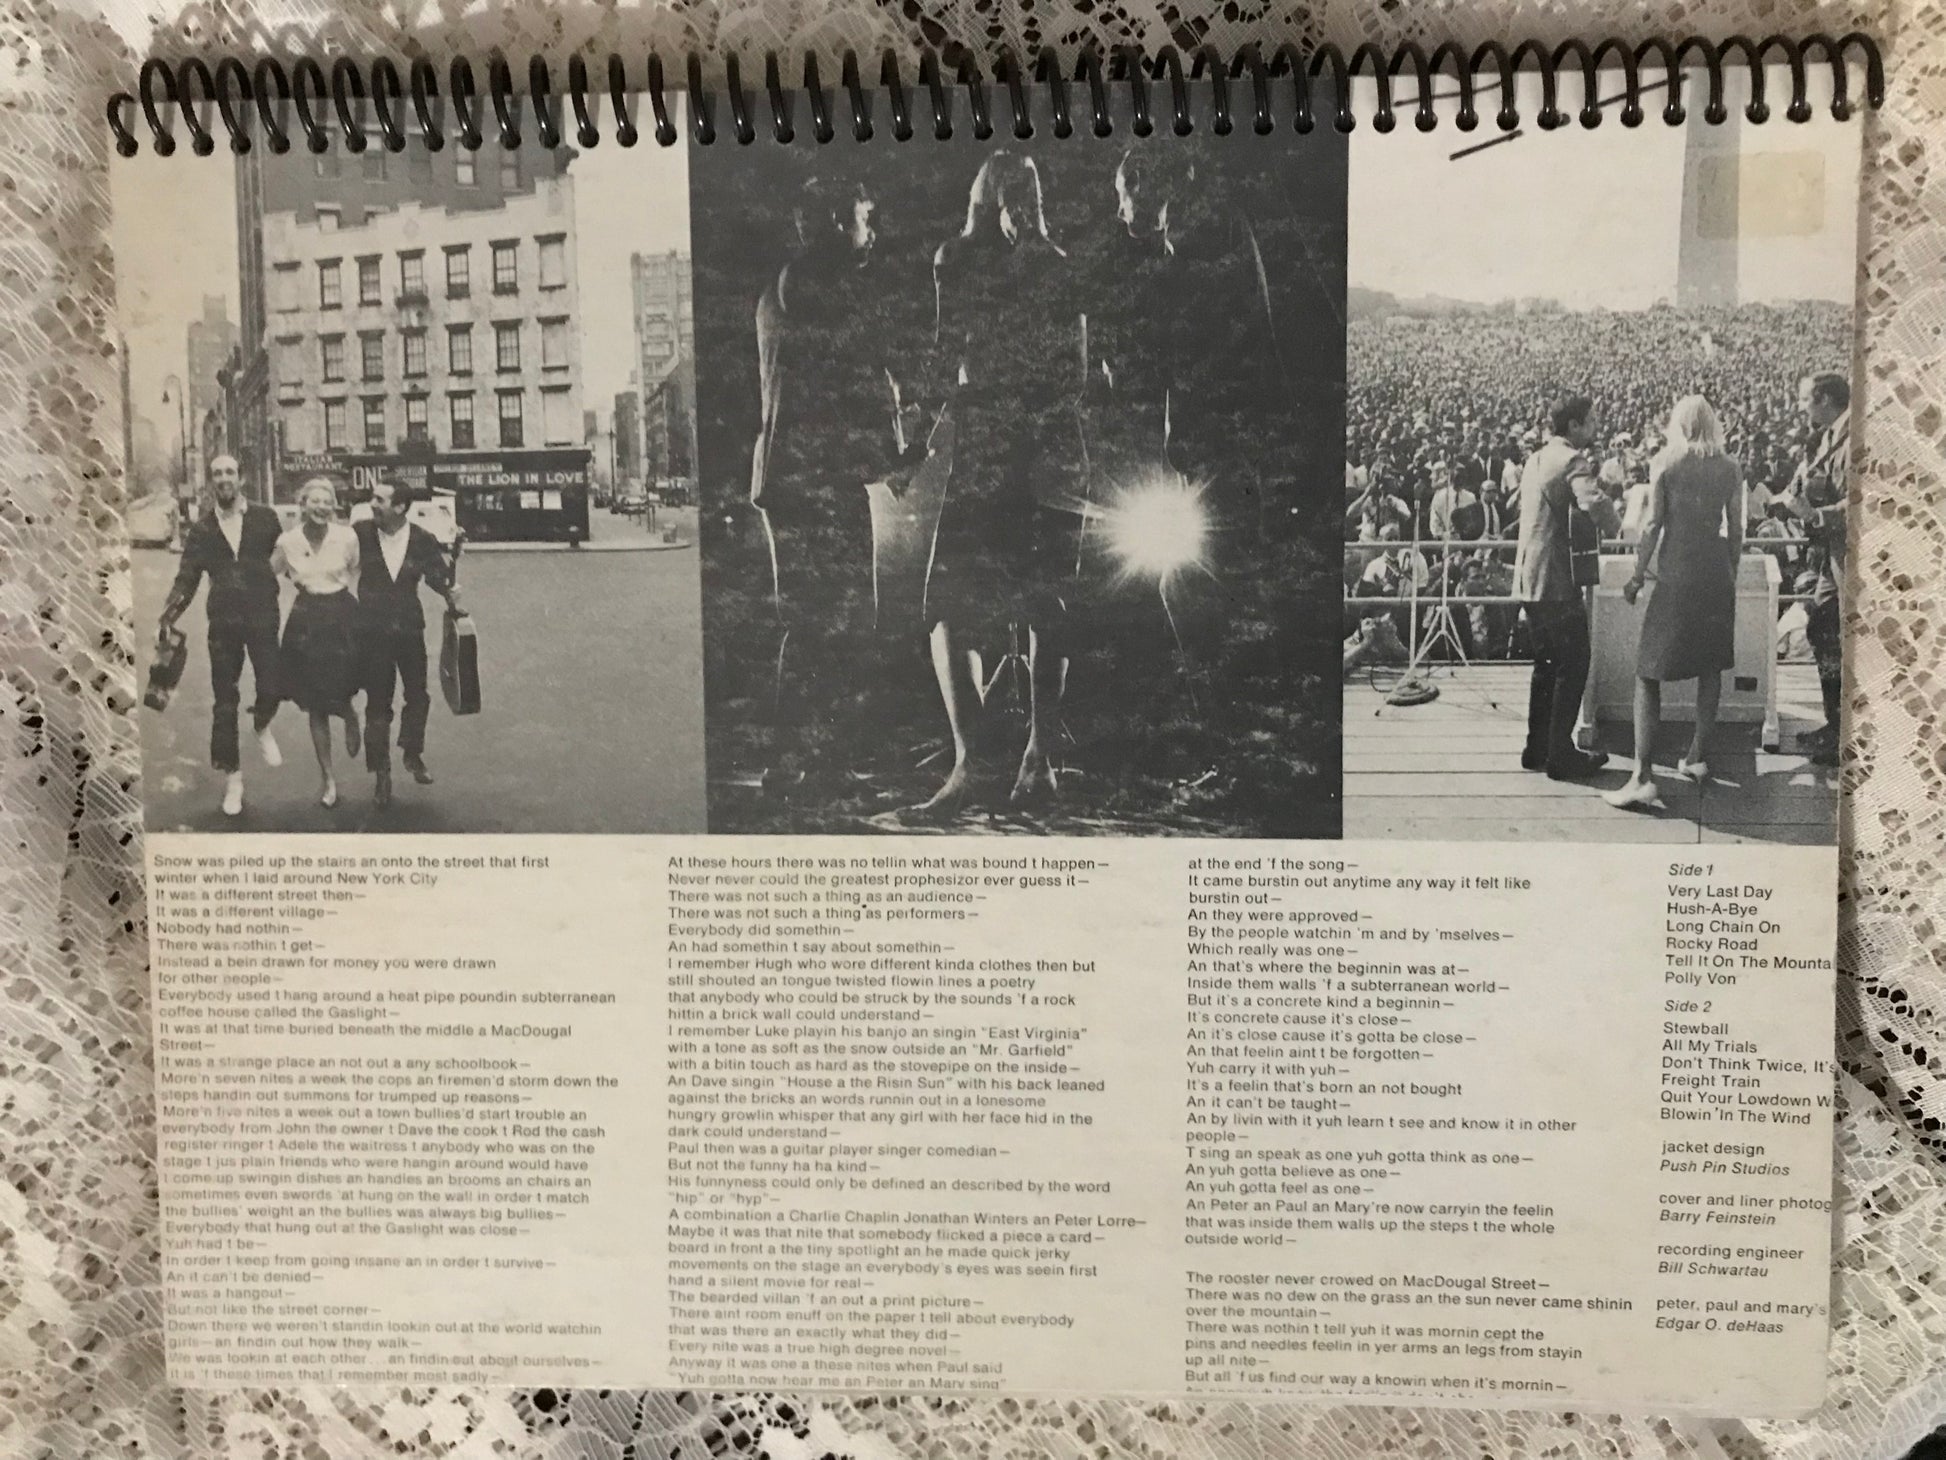 ITALIAN
RESTAURANT
ONE
SHERIDAN
SQUARE
THE LION IN LOVE
Snow was piled up the stairs an onto the street that first
winter when I laid around New York City
It was a different street then—
It was a different village—
Nobody had nothin—
There was nothin t get—
Instead a bein drawn for money you were drawn
for other people—
Everybody used t hang around a heat pipe poundin subterranean
coffee house called the Gaslight—
It was at that time buried beneath the middle a MacDougal
Street—
It was a strange place an not out a any schoolbook—
More'n seven nites a week the cops an firemen'd storm down the
steps handin out summons for trumped up reasons—
More'n five nites a week out a town bullies'd start trouble an
everybody from John the owner t Dave the cook t Rod the cash
register ringer t Adele the waitress t anybody who was on the
stage t jus plain friends who were hangin around would have
t come up swingin dishes an handles an brooms an chairs an
sometimes even swords 'at hung on the wall in order t match
the bullies' weight an the bullies was always big bullies—
Everybody that hung out at the Gaslight was close—
Yuh had t be—
In order t keep from going insane an in order t survive—
An it can't be denied—
It was a hangout—
But not like the street corner—
Down there we weren't standin lookin out at the world watchin
girls—an findin out how they walk—
We was lookin at each other . . . an findin out about ourselves—
It is 'f these times that I remember most sadly—
At these hours there was no tellin what was bound t happen—
Never never could the greatest prophesizor ever guess it—
There was not such a thing as an audience—
There was not such a thing as performers—
Everybody did somethin—
An had somethin t say about somethin—
I remember Hugh who wore different kinda clothes then but
still shouted an tongue twisted flowin lines a poetry
that anybody who could be struck by the sounds 'f a rock
hittin a brick wall could understand—
I remember Luke playin his banjo an singin "East Virginia"
with a tone as soft as the snow outside an "Mr. Garfield"
with a bitin touch as hard as the stovepipe on the inside—
An Dave singin "House a the Risin Sun" with his back leaned
against the bricks an words runnin out in a lonesome
hungry growlin whisper that any girl with her face hid in the
dark could understand—
Paul then was a guitar player singer comedian—
But not the funny ha ha kind—
His funnyness could only be defined an described by the word
"hip" or "hyp"—
A combination a Charlie Chaplin Jonathan Winters an Peter Lorre—
Maybe it was that nite that somebody flicked a piece a card—
board in front a the tiny spotlight an he made quick jerky
movements on the stage an everybody's eyes was seein first
hand a silent movie for real—
The bearded villan 'f an out a print picture—
There aint room enuff on the paper t tell about everybody
that was there an exactly what they did—
Every nite was a true high degree novel—
Anyway it was one a these nites when Paul said
"Yuh gotta now hear me an Peter an Mary sing"
at the end 'f the song—
It came burstin out anytime any way it felt like
burstin out—
An they were approved—
By the people watchin 'm and by 'mselves—
Which really was one—
An that's where the beginnin was at—
Inside them walls 'f a subterranean world—
But it's a concrete kind a beginnin—
It's concrete cause it's close—
An it's close cause it's gotta be close—
An that feelin aint t be forgotten—
Yuh carry it with yuh—
It's a feelin that's born an not bought
An it can't be taught—
An by livin with it yuh learn t see and know it in other
people—
T sing an speak as one yuh gotta think as one—
An yuh gotta believe as one—
An yuh gotta feel as one—
An Peter an Paul an Mary're now carryin the feelin
that was inside them walls up the steps t the whole
outside world—
The rooster never crowed on MacDougal Street—
There was no dew on the grass an the sun never came shinin
over the mountain—
There was nothin t tell yuh it was mornin cept the
pins and needles feelin in yer arms an legs from stayin
up all nite—
But all 'f us find our way a knowin when it's mornin—
Side 1
Very Last Day
Hush-A-Bye
Long Chain On
Rocky Road
Tell It On The Mounta
Polly Von
Side 2
Stewball
All My Trials
Don't Think Twice, It's
Freight Train
Quit Your Lowdown W
Blowin' In The Wind
jacket design
Push Pin Studios
cover and liner photog
Barry Feinstein
recording engineer
Bill Schwartau
peter, paul and mary's
Edgar O. deHaas